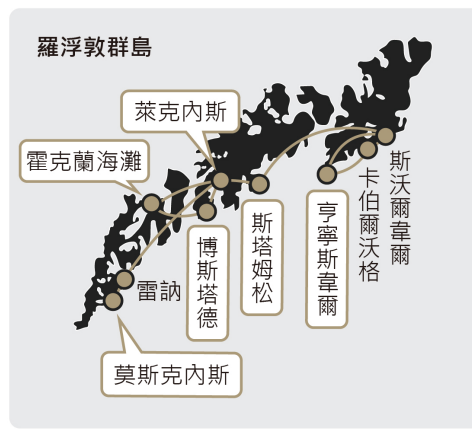 羅浮敦群島
萊克內斯
霍克蘭海灘
斯沃爾韋爾
卡伯爾沃格
亨寧斯韋爾
斯塔姆松
博斯塔德
雷訥
莫斯克內斯